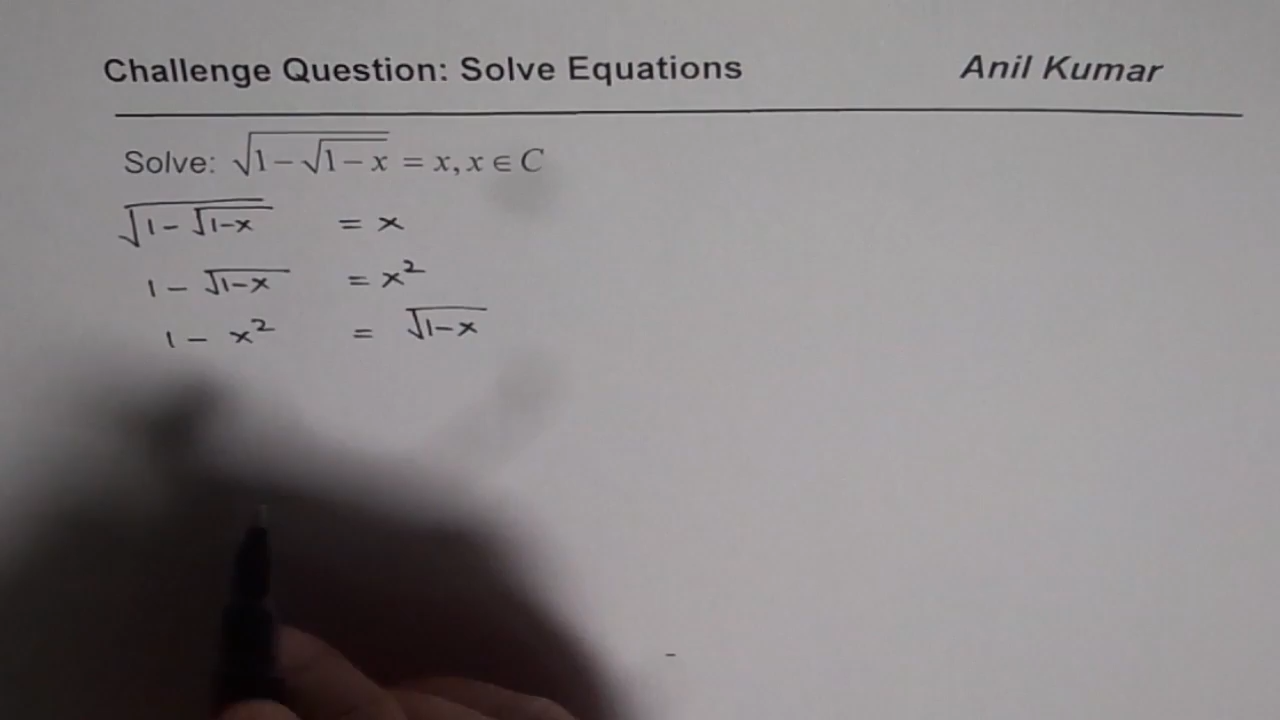 Challenge Question: Solve Equations Anil Kumar
Solve: √(1−√(1−x)) = x, x ∈ C
√(1−√(1−x)) = x
1 − √(1−x) = x²
1 − x² = √(1−x)